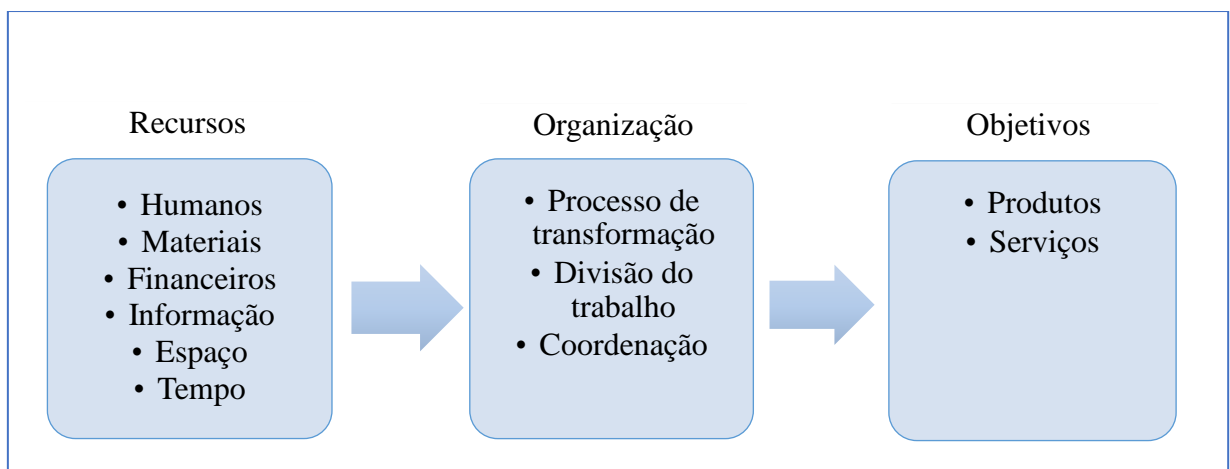 Recursos
• Humanos
• Materiais
• Financeiros
• Informação
• Espaço
• Tempo
Organização
• Processo de
transformação
• Divisão do
trabalho
• Coordenação
Objetivos
• Produtos
• Serviços